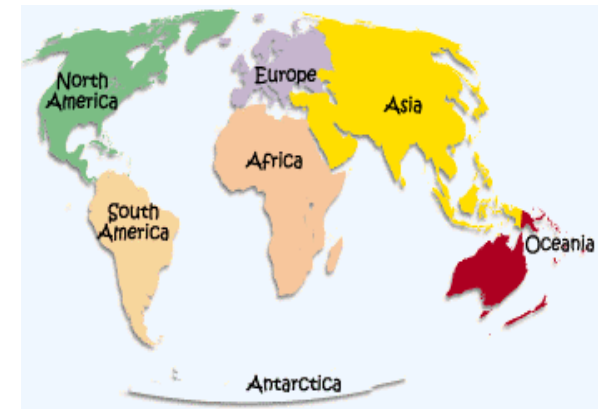 North
America
Europe
Asia
Africa
South
America
Oceania
Antarctica